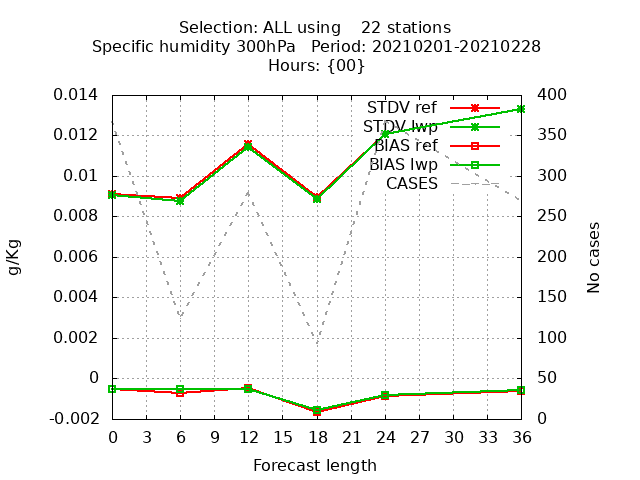 Selection: ALL using    22 stations
Specific humidity 300hPa   Period: 20210201-20210228
Hours: {00}
0.014
0.012
0.01
0.008
0.006
0.004
0.002
0
-0.002
g/Kg
STDV ref
STDV lwp
BIAS ref
BIAS lwp
CASES
400
350
300
250
200
150
100
50
0
No cases
0 3 6 9 12 15 18 21 24 27 30 33 36
Forecast length